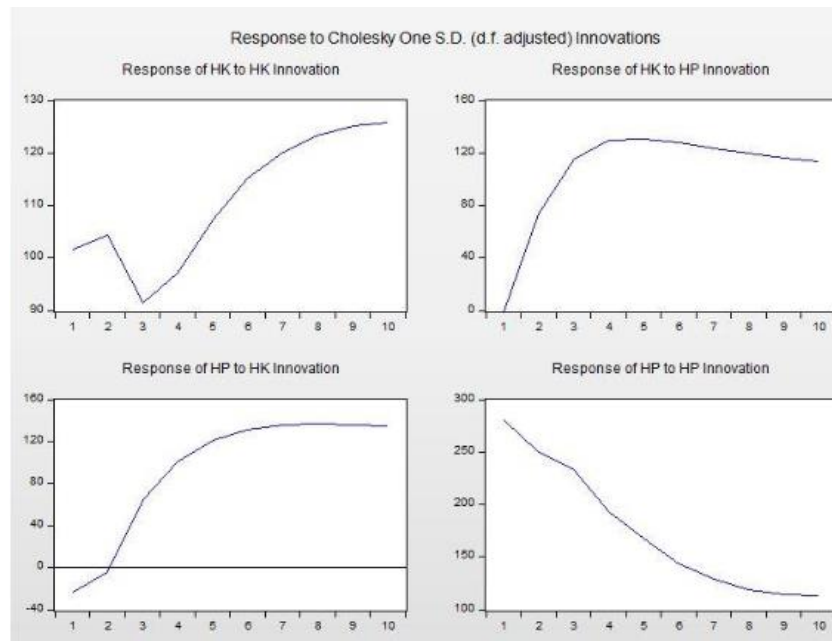 Response to Cholesky One S.D. (d.f. adjusted) Innovations
Response of HK to HK Innovation
130
120
110
100
90
1 2 3 4 5 6 7 8 9 10
Response of HK to HP Innovation
160
120
80
40
0
1 2 3 4 5 6 7 8 9 10
Response of HP to HK Innovation
160
120
80
40
0
-40
1 2 3 4 5 6 7 8 9 10
Response of HP to HP Innovation
300
250
200
150
100
1 2 3 4 5 6 7 8 9 10